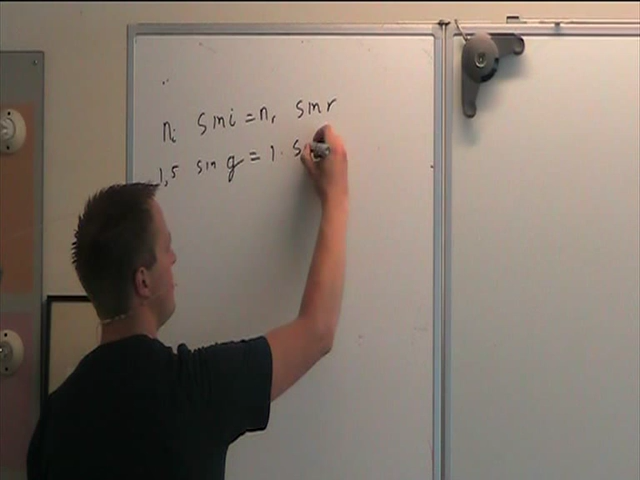 ni sin i = nr sin r
1,5 sin g = 1 · s